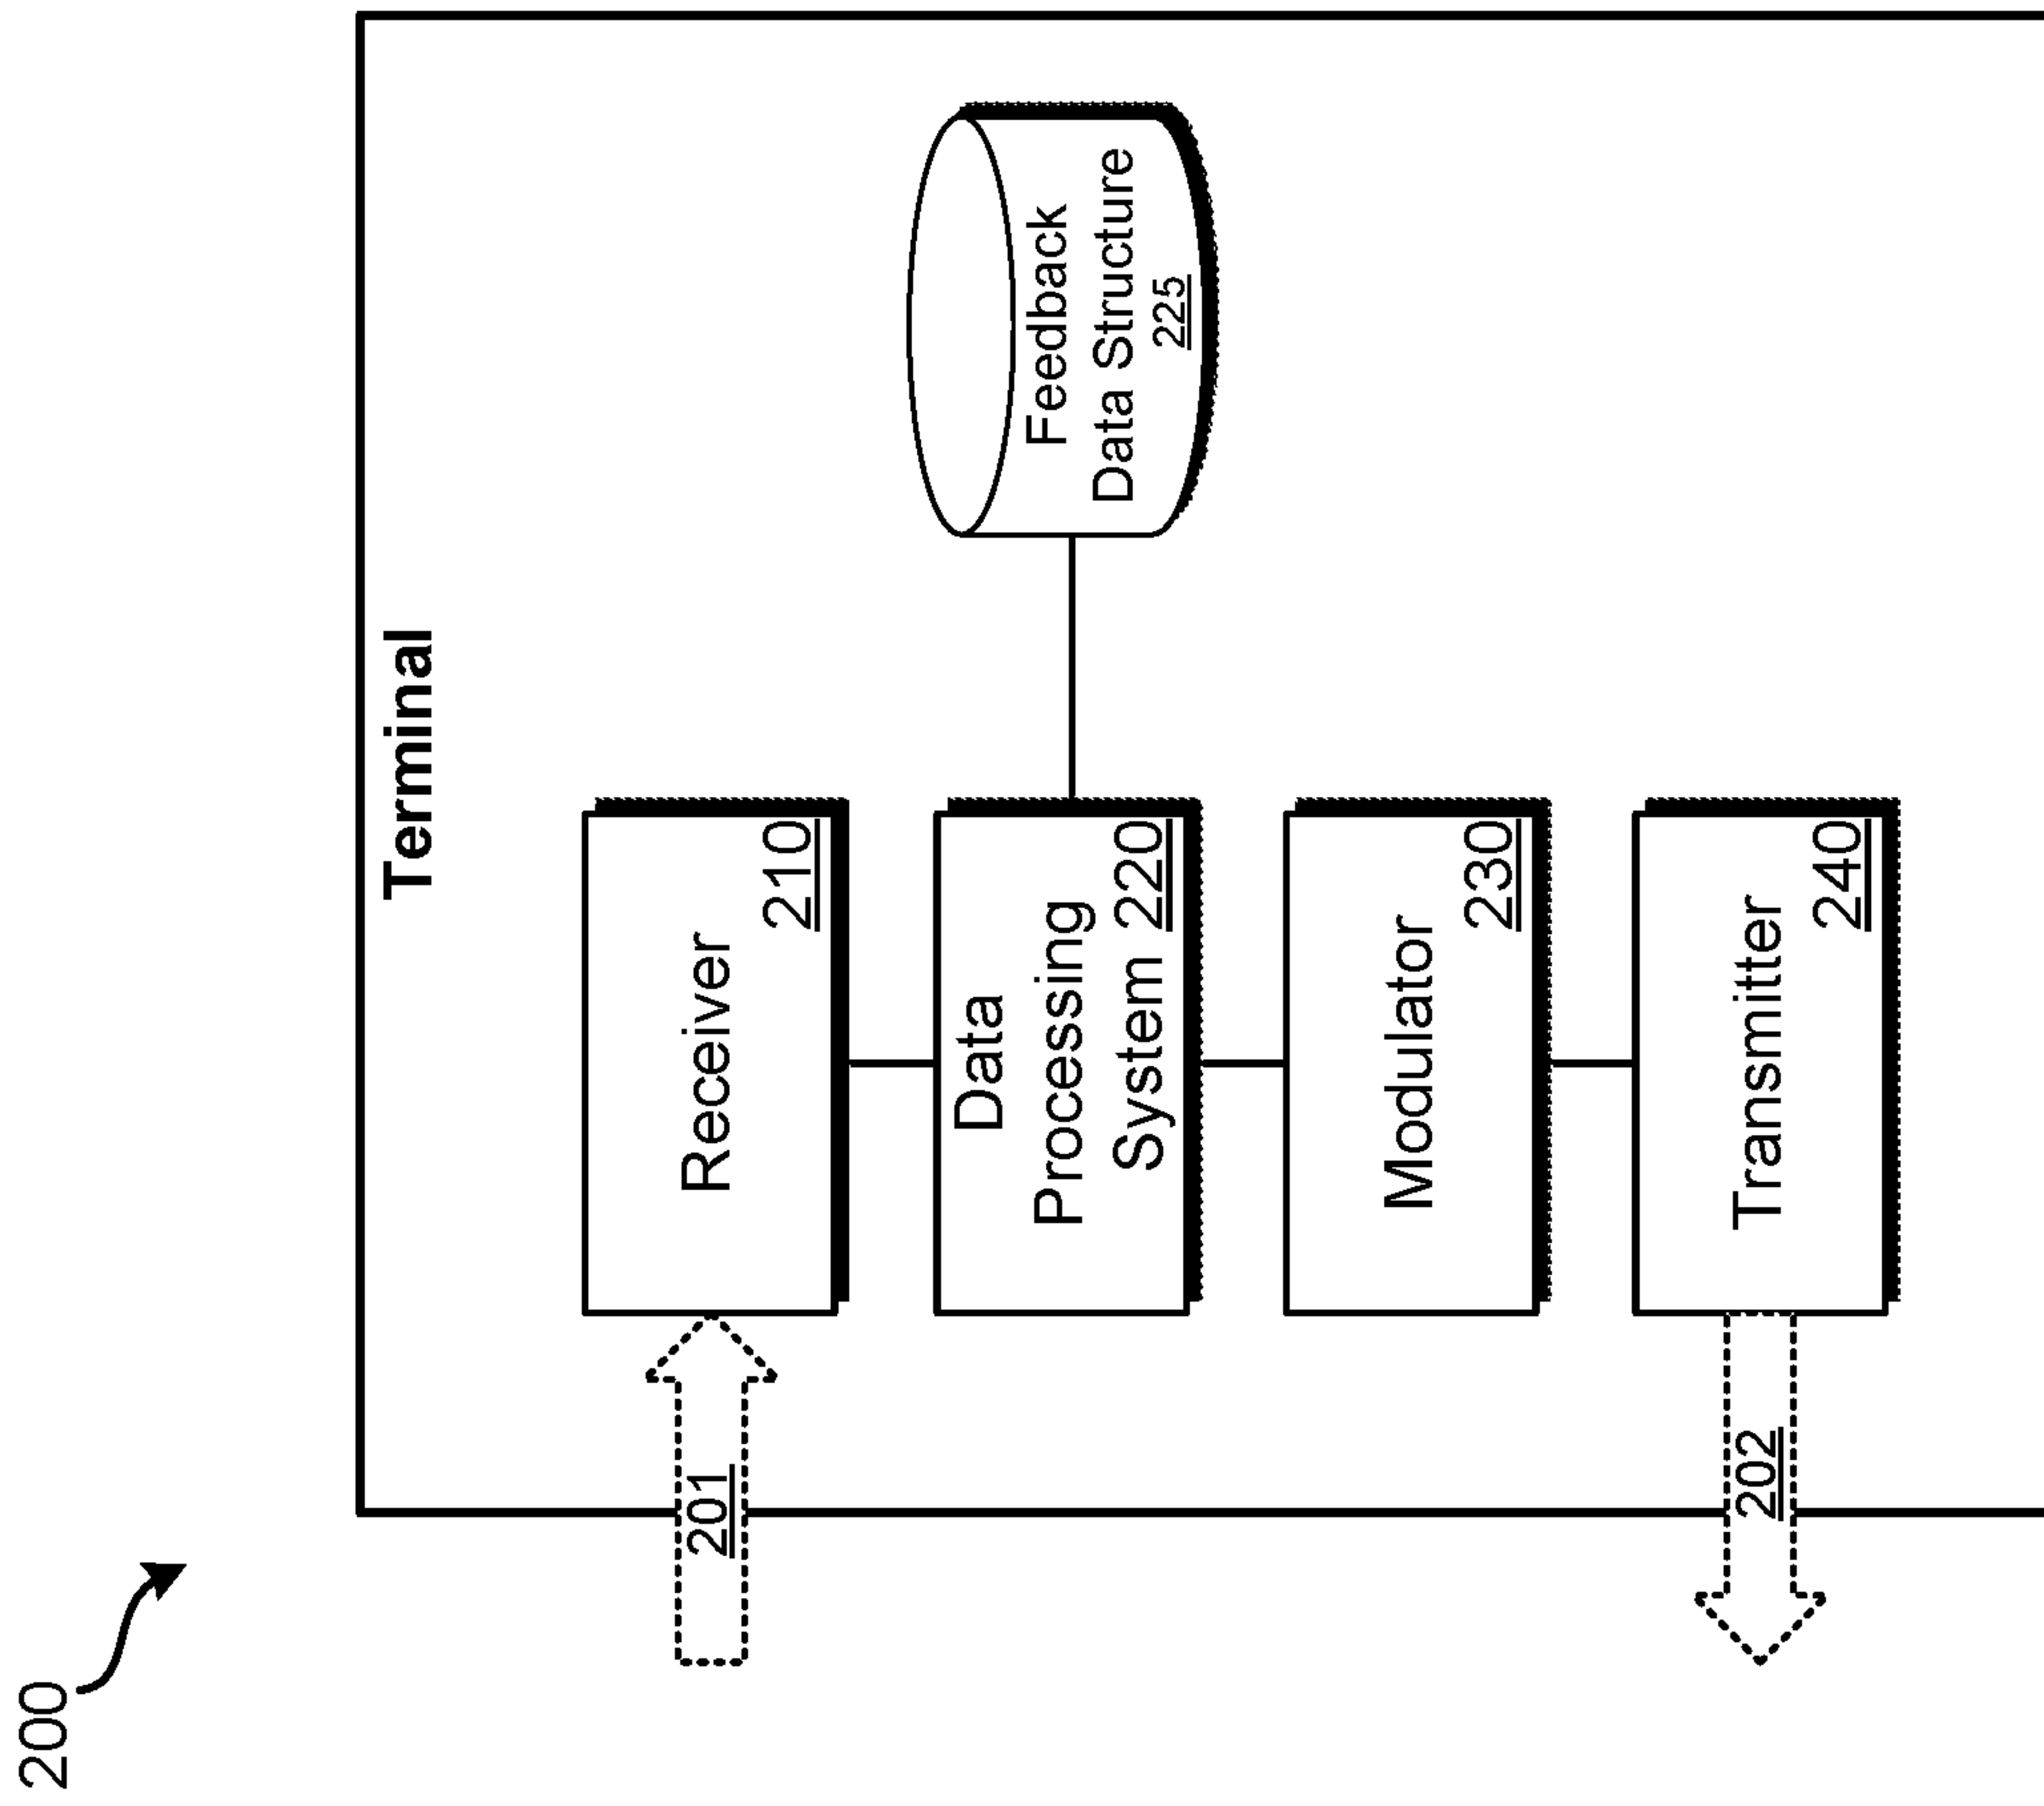 200
Terminal
Receiver
210
201
Data
Processing
System 220
Feedback
Data Structure
225
Modulator
230
Transmitter
240
202